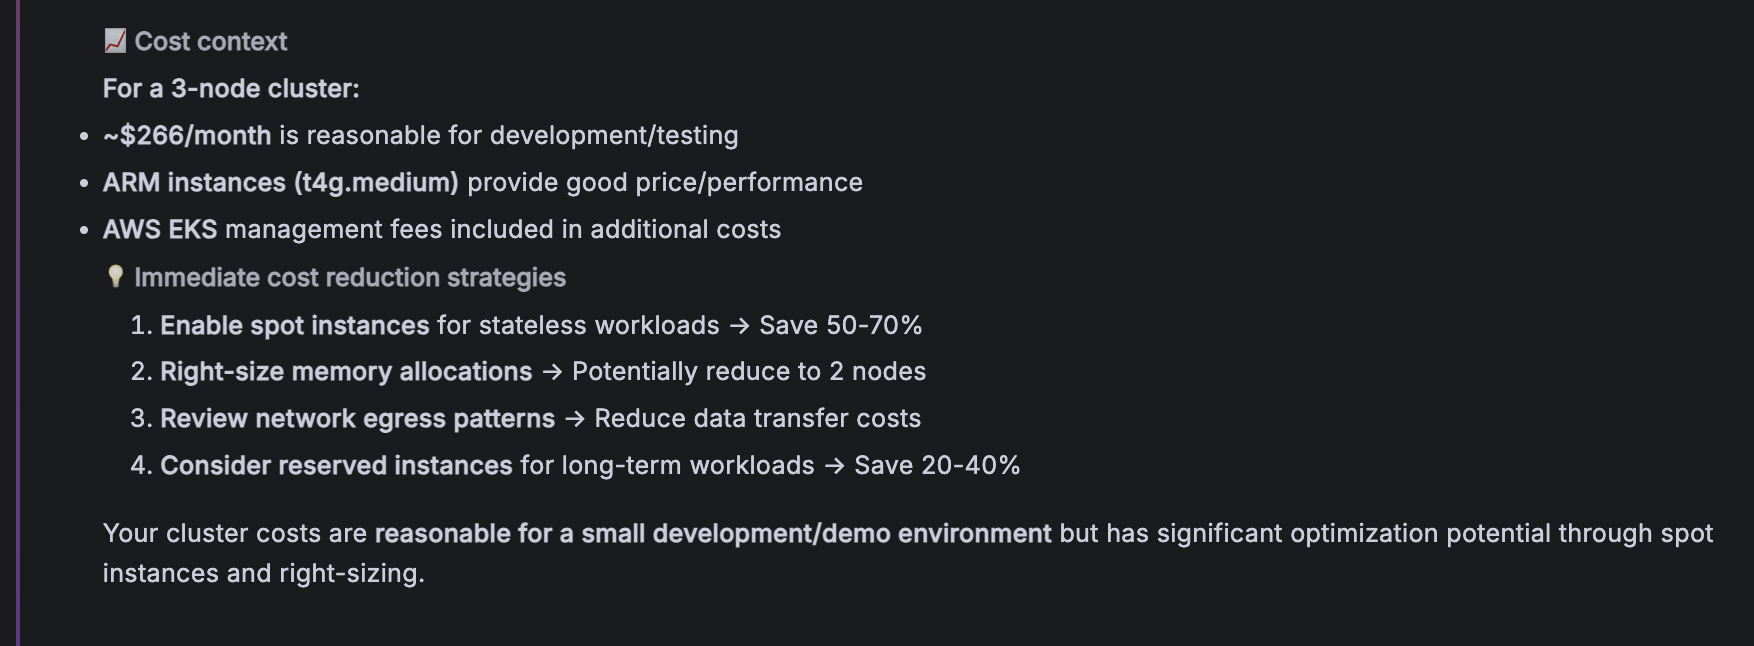 📈 Cost context
For a 3-node cluster:
• ~$266/month is reasonable for development/testing
• ARM instances (t4g.medium) provide good price/performance
• AWS EKS management fees included in additional costs
💡 Immediate cost reduction strategies
1. Enable spot instances for stateless workloads → Save 50-70%
2. Right-size memory allocations → Potentially reduce to 2 nodes
3. Review network egress patterns → Reduce data transfer costs
4. Consider reserved instances for long-term workloads → Save 20-40%
Your cluster costs are reasonable for a small development/demo environment but has significant optimization potential through spot
instances and right-sizing.